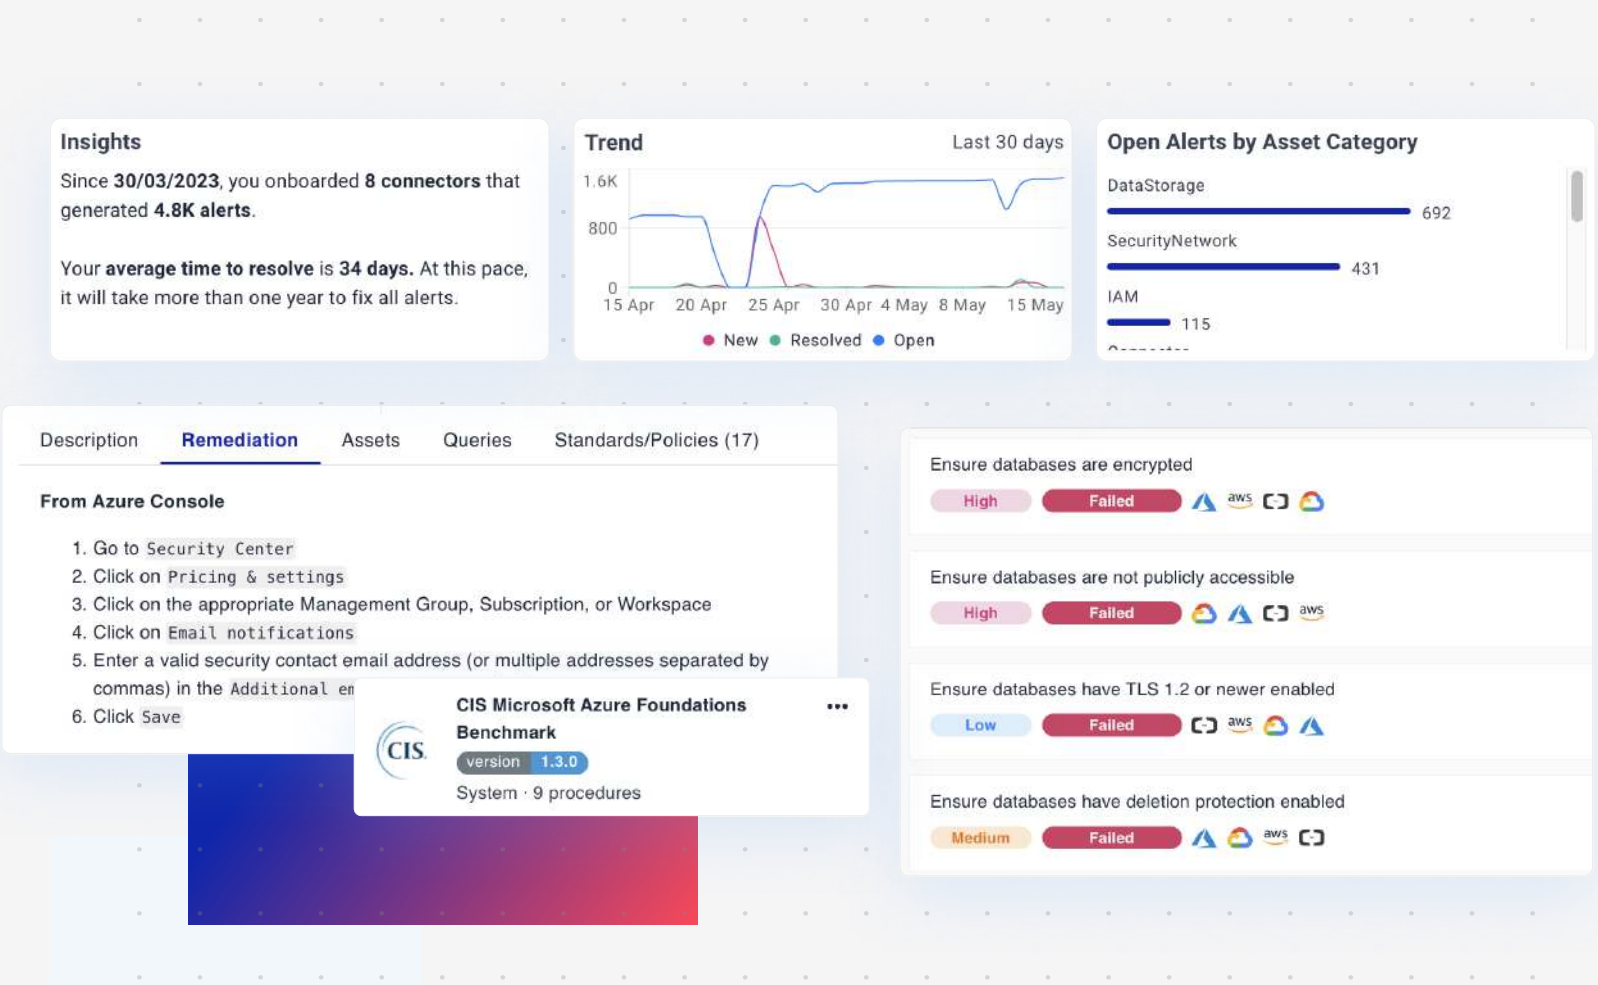 Insights
Since 30/03/2023, you onboarded 8 connectors that
generated 4.8K alerts.
Your average time to resolve is 34 days. At this pace,
it will take more than one year to fix all alerts.
Trend
Last 30 days
1.6K
800
0
15 Apr 20 Apr 25 Apr 30 Apr 4 May 8 May 15 May
New Resolved Open
Open Alerts by Asset Category
DataStorage
692
SecurityNetwork
431
IAM
115
Description Remediation Assets Queries Standards/Policies (17)
From Azure Console
1. Go to Security Center
2. Click on Pricing & settings
3. Click on the appropriate Management Group, Subscription, or Workspace
4. Click on Email notifications
5. Enter a valid security contact email address (or multiple addresses separated by
commas) in the Additional em
6. Click Save
CIS.
CIS Microsoft Azure Foundations
Benchmark
version 1.3.0
System · 9 procedures
Ensure databases are encrypted
High Failed aws
Ensure databases are not publicly accessible
High Failed aws
Ensure databases have TLS 1.2 or newer enabled
Low Failed aws
Ensure databases have deletion protection enabled
Medium Failed aws